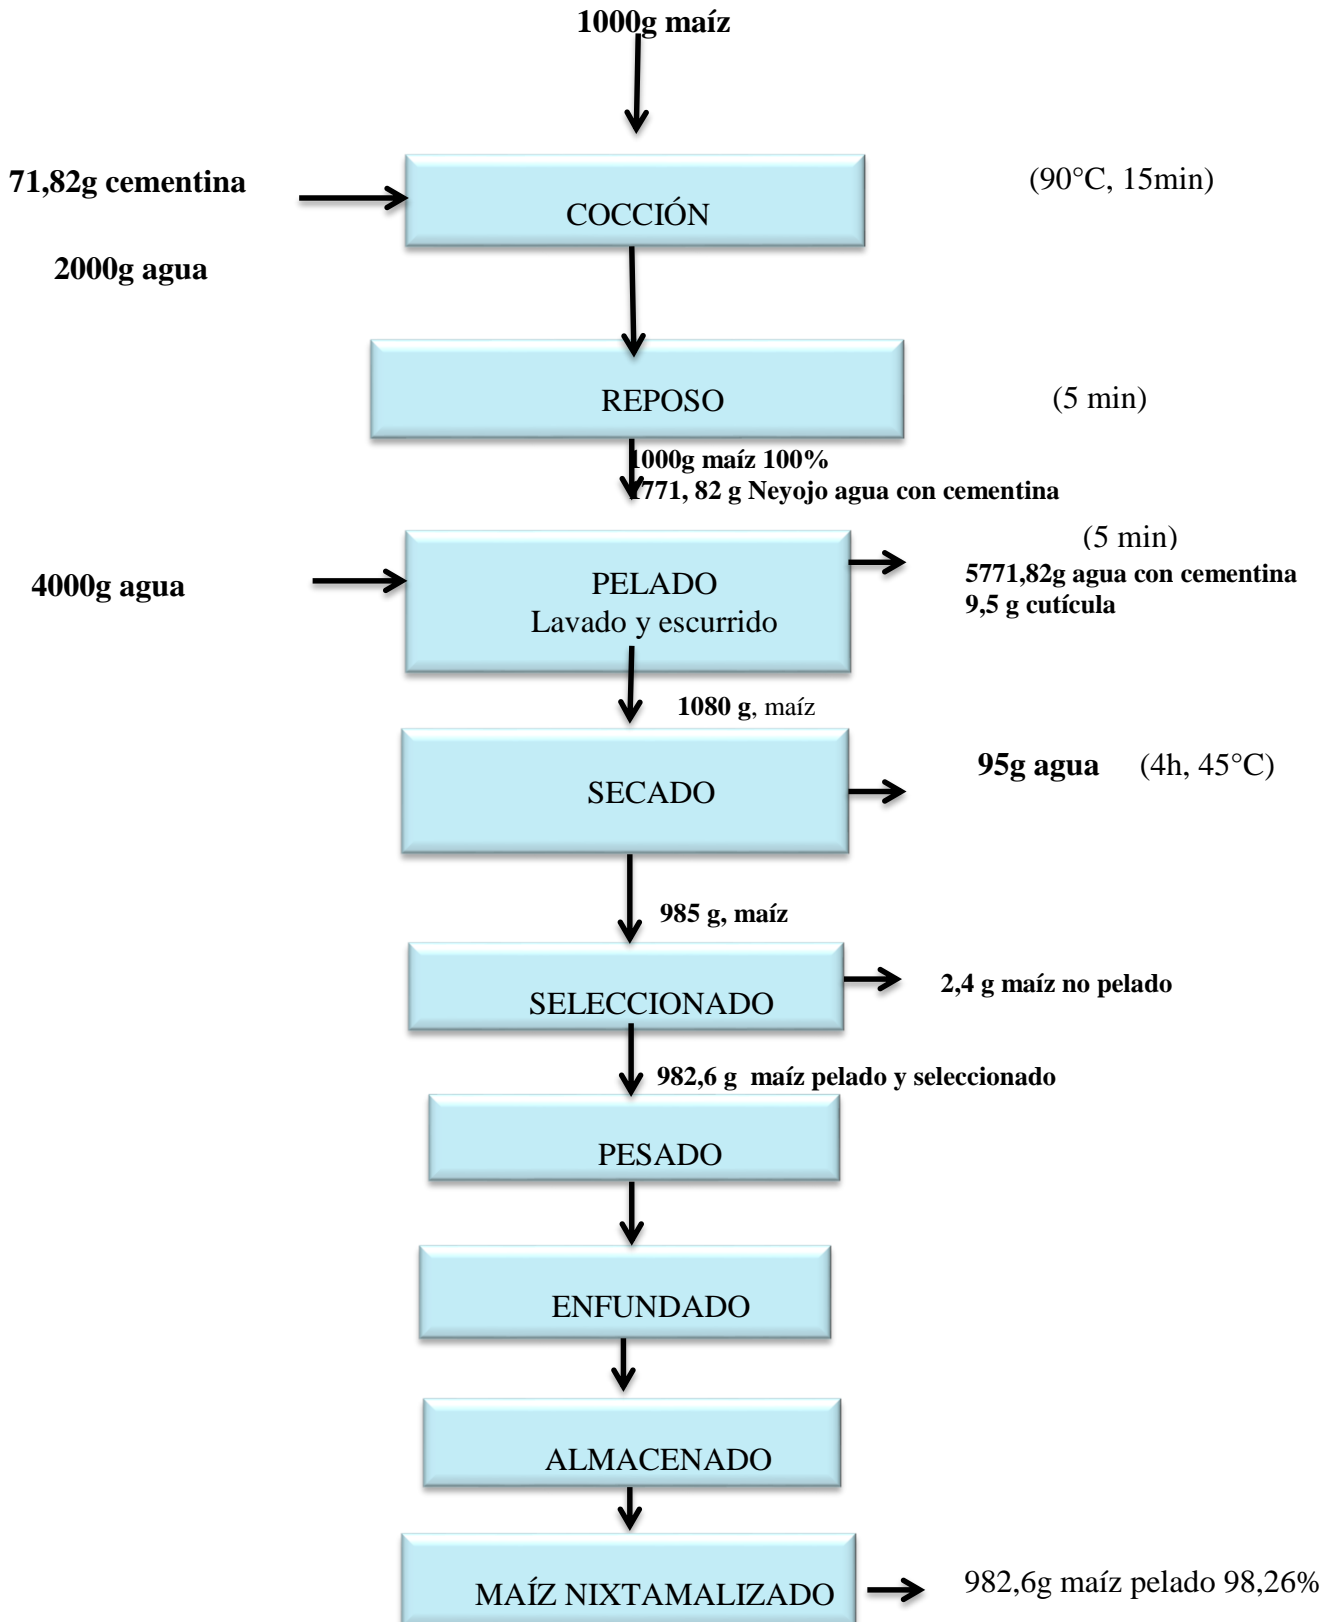 1000g maíz
71,82g cementina
(90°C, 15min)
COCCIÓN
2000g agua
REPOSO
(5 min)
1000g maíz 100%
1771, 82 g Neyojo agua con cementina
(5 min)
4000g agua
PELADO
Lavado y escurrido
5771,82g agua con cementina
9,5 g cutícula
1080 g, maíz
95g agua (4h, 45°C)
SECADO
985 g, maíz
SELECCIONADO
2,4 g maíz no pelado
982,6 g maíz pelado y seleccionado
PESADO
ENFUNDADO
ALMACENADO
MAÍZ NIXTAMALIZADO
982,6g maíz pelado 98,26%